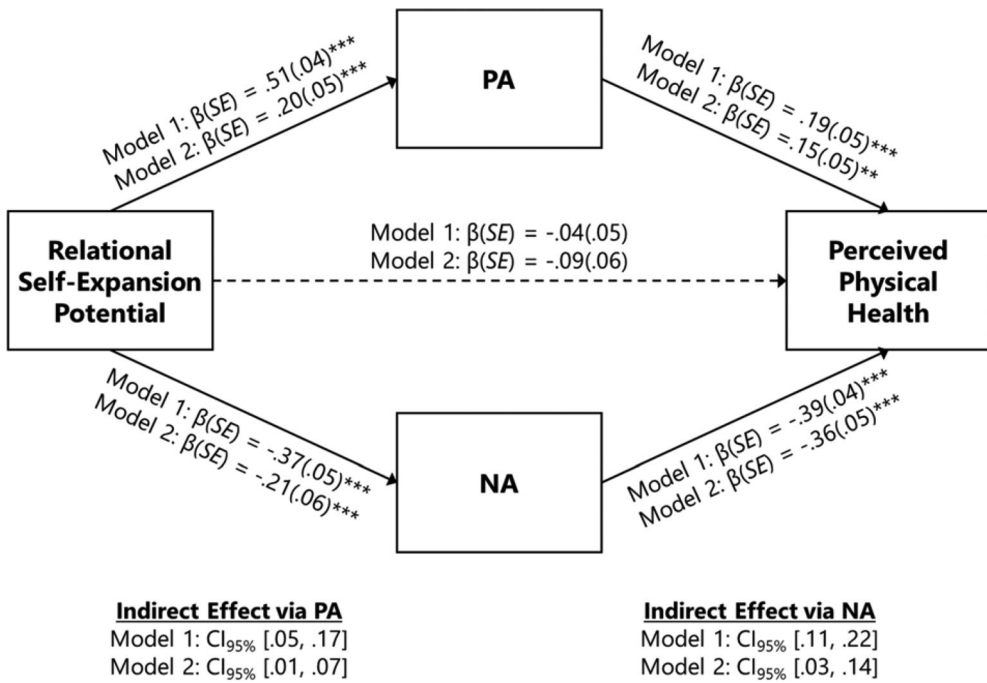 PA
Model 1: β(SE) = .51(.04)***
Model 2: β(SE) = .20(.05)***
Model 1: β(SE) = .19(.05)***
Model 2: β(SE) =.15(.05)**
Relational
Self-Expansion
Potential
Model 1: β(SE) = -.04(.05)
Model 2: β(SE) = -.09(.06)
Perceived
Physical
Health
Model 1: β(SE) = -.37(.05)***
Model 2: β(SE) = -.21(.06)***
NA
Model 1: β(SE) = -.39(.04)***
Model 2: β(SE) = -.36(.05)***
Indirect Effect via PA
Model 1: CI95% [.05, .17]
Model 2: CI95% [.01, .07]
Indirect Effect via NA
Model 1: CI95% [.11, .22]
Model 2: CI95% [.03, .14]